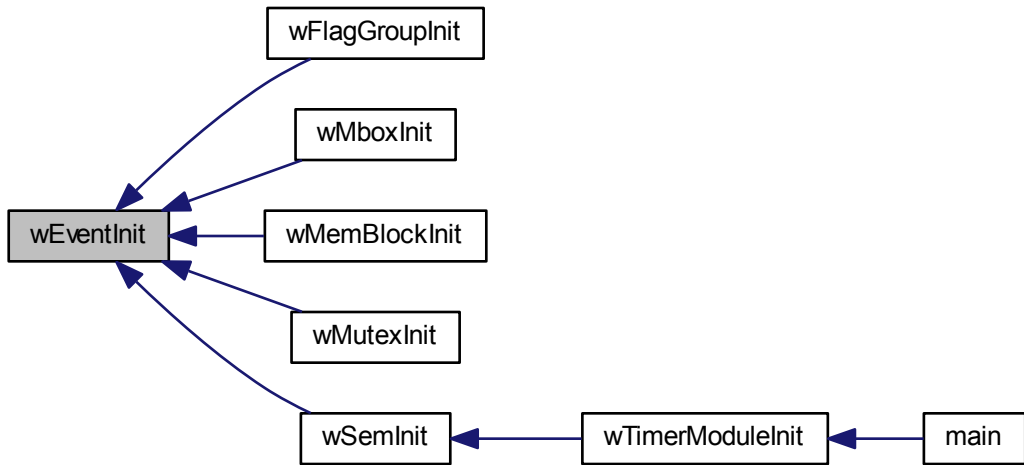 wFlagGroupInit
wMboxInit
wEventInit
wMemBlockInit
wMutexInit
wSemInit
wTimerModuleInit
main